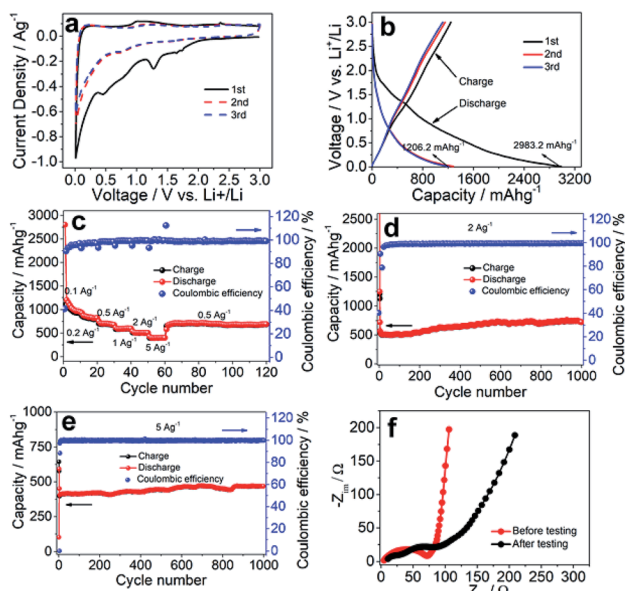 a
Current Density / Ag-1
0.0
-0.2
-0.4
-0.6
-0.8
-1.0
1st
2nd
3rd
0.0 0.5 1.0 1.5 2.0 2.5 3.0
Voltage / V vs. Li+/Li
b
Voltage / V vs. Li+/Li
3.5
3.0
2.5
2.0
1.5
1.0
0.5
0.0
1st
2nd
3rd
Charge
Discharge
1206.2 mAhg-1
2983.2 mAhg-1
0 600 1200 1800 2400 3000
Capacity / mAhg-1
c
Capacity / mAhg-1
3000
2500
2000
1500
1000
500
0
Charge
Discharge
Coulombic efficiency
0.1 Ag-1
0.2 Ag-1
0.5 Ag-1
1 Ag-1
2 Ag-1
5 Ag-1
0.5 Ag-1
120
100
80
60
40
20
0
Coulombic efficiency / %
0 20 40 60 80 100 120
Cycle number
d
Capacity / mAhg-1
2500
2000
1500
1000
500
0
2 Ag-1
Charge
Discharge
Coulombic efficiency
120
100
80
60
40
20
0
Coulombic efficiency / %
0 200 400 600 800 1000
Cycle number
e
Capacity / mAhg-1
1000
750
500
250
0
5 Ag-1
Charge
Discharge
Coulombic efficiency
120
100
80
60
40
20
0
Coulombic efficiency / %
0 200 400 600 800 1000
Cycle number
f
-Zim / Ω
200
150
100
50
0
Before testing
After testing
0 50 100 150 200 250 300